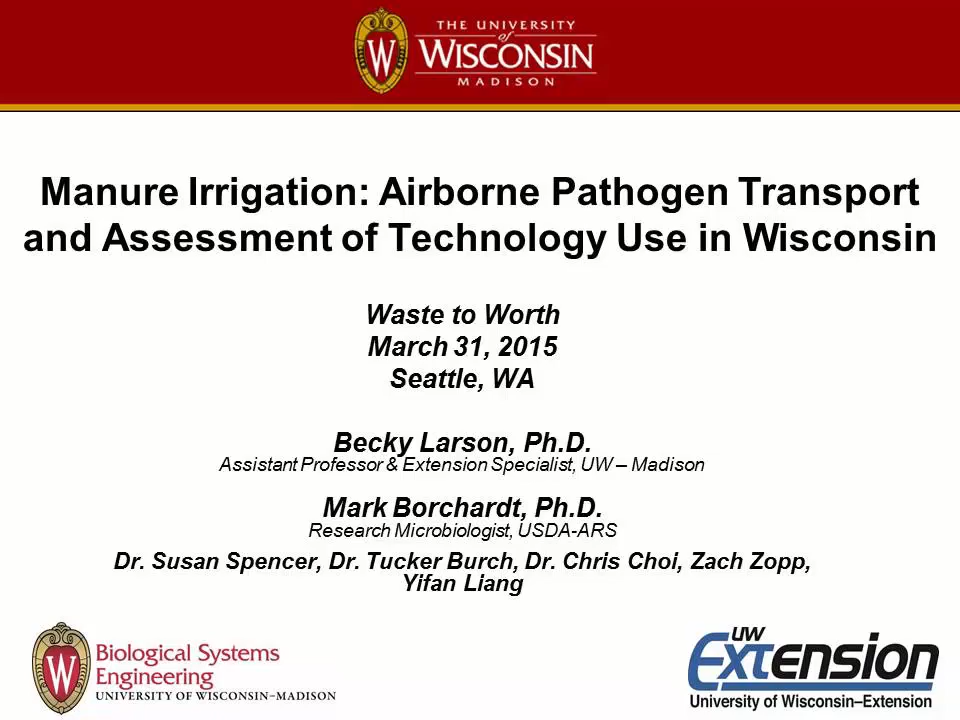 THE UNIVERSITY
of
WISCONSIN
MADISON
Manure Irrigation: Airborne Pathogen Transport
and Assessment of Technology Use in Wisconsin
Waste to Worth
March 31, 2015
Seattle, WA
Becky Larson, Ph.D.
Assistant Professor & Extension Specialist, UW – Madison
Mark Borchardt, Ph.D.
Research Microbiologist, USDA-ARS
Dr. Susan Spencer, Dr. Tucker Burch, Dr. Chris Choi, Zach Zopp,
Yifan Liang
W
Biological Systems
Engineering
UNIVERSITY OF WISCONSIN–MADISON
UW
Extension
University of Wisconsin–Extension